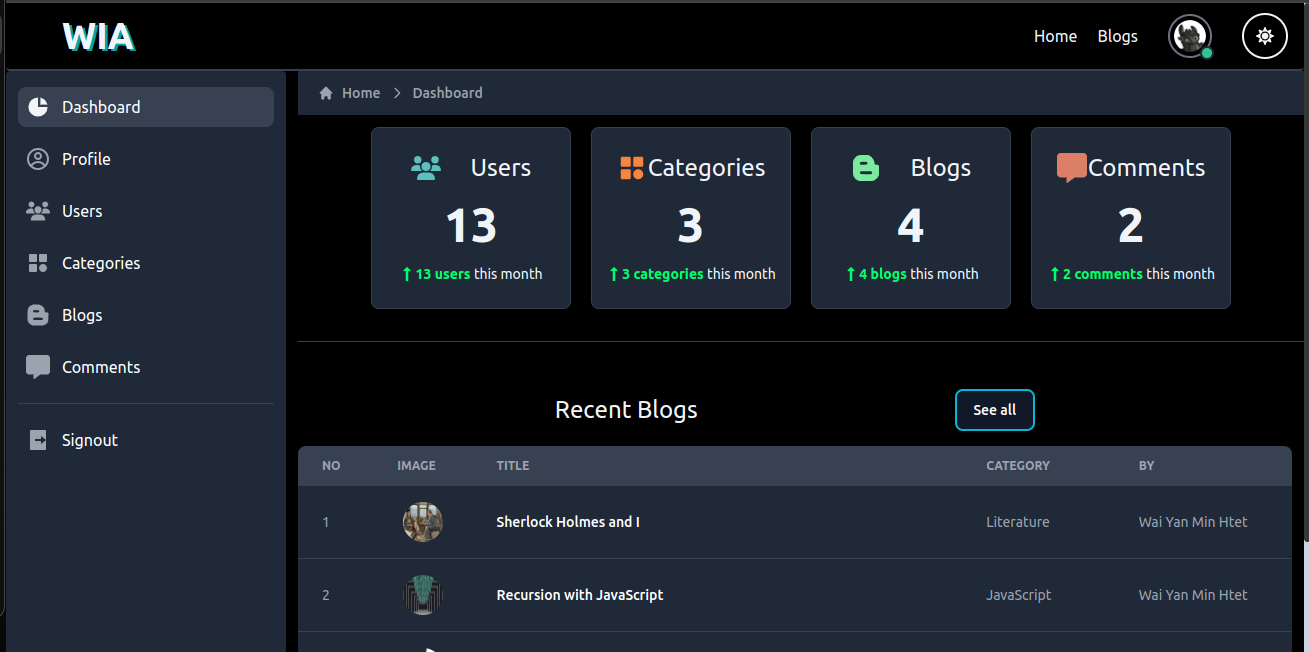 WIA
Home Blogs
Dashboard
Profile
Users
Categories
Blogs
Comments
Signout
Home Dashboard
Users
13
↑ 13 users this month
Categories
3
↑ 3 categories this month
Blogs
4
↑ 4 blogs this month
Comments
2
↑ 2 comments this month
Recent Blogs See all
NO IMAGE TITLE CATEGORY BY
1 Sherlock Holmes and I Literature Wai Yan Min Htet
2 Recursion with JavaScript JavaScript Wai Yan Min Htet